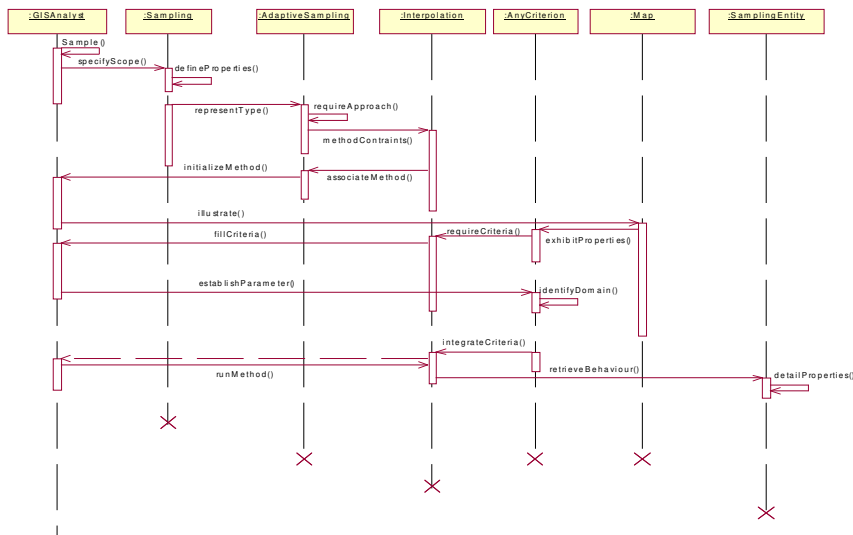 :GISAnalyst
:Sampling
:AdaptiveSampling
:Interpolation
:AnyCriterion
:Map
:SamplingEntity
Sample()
specifyScope()
defineProperties()
representType()
requireApproach()
methodContraints()
initializeMethod()
associateMethod()
illustrate()
fillCriteria()
requireCriteria()
exhibitProperties()
establishParameter()
identifyDomain()
integrateCriteria()
runMethod()
retrieveBehaviour()
detailProperties()